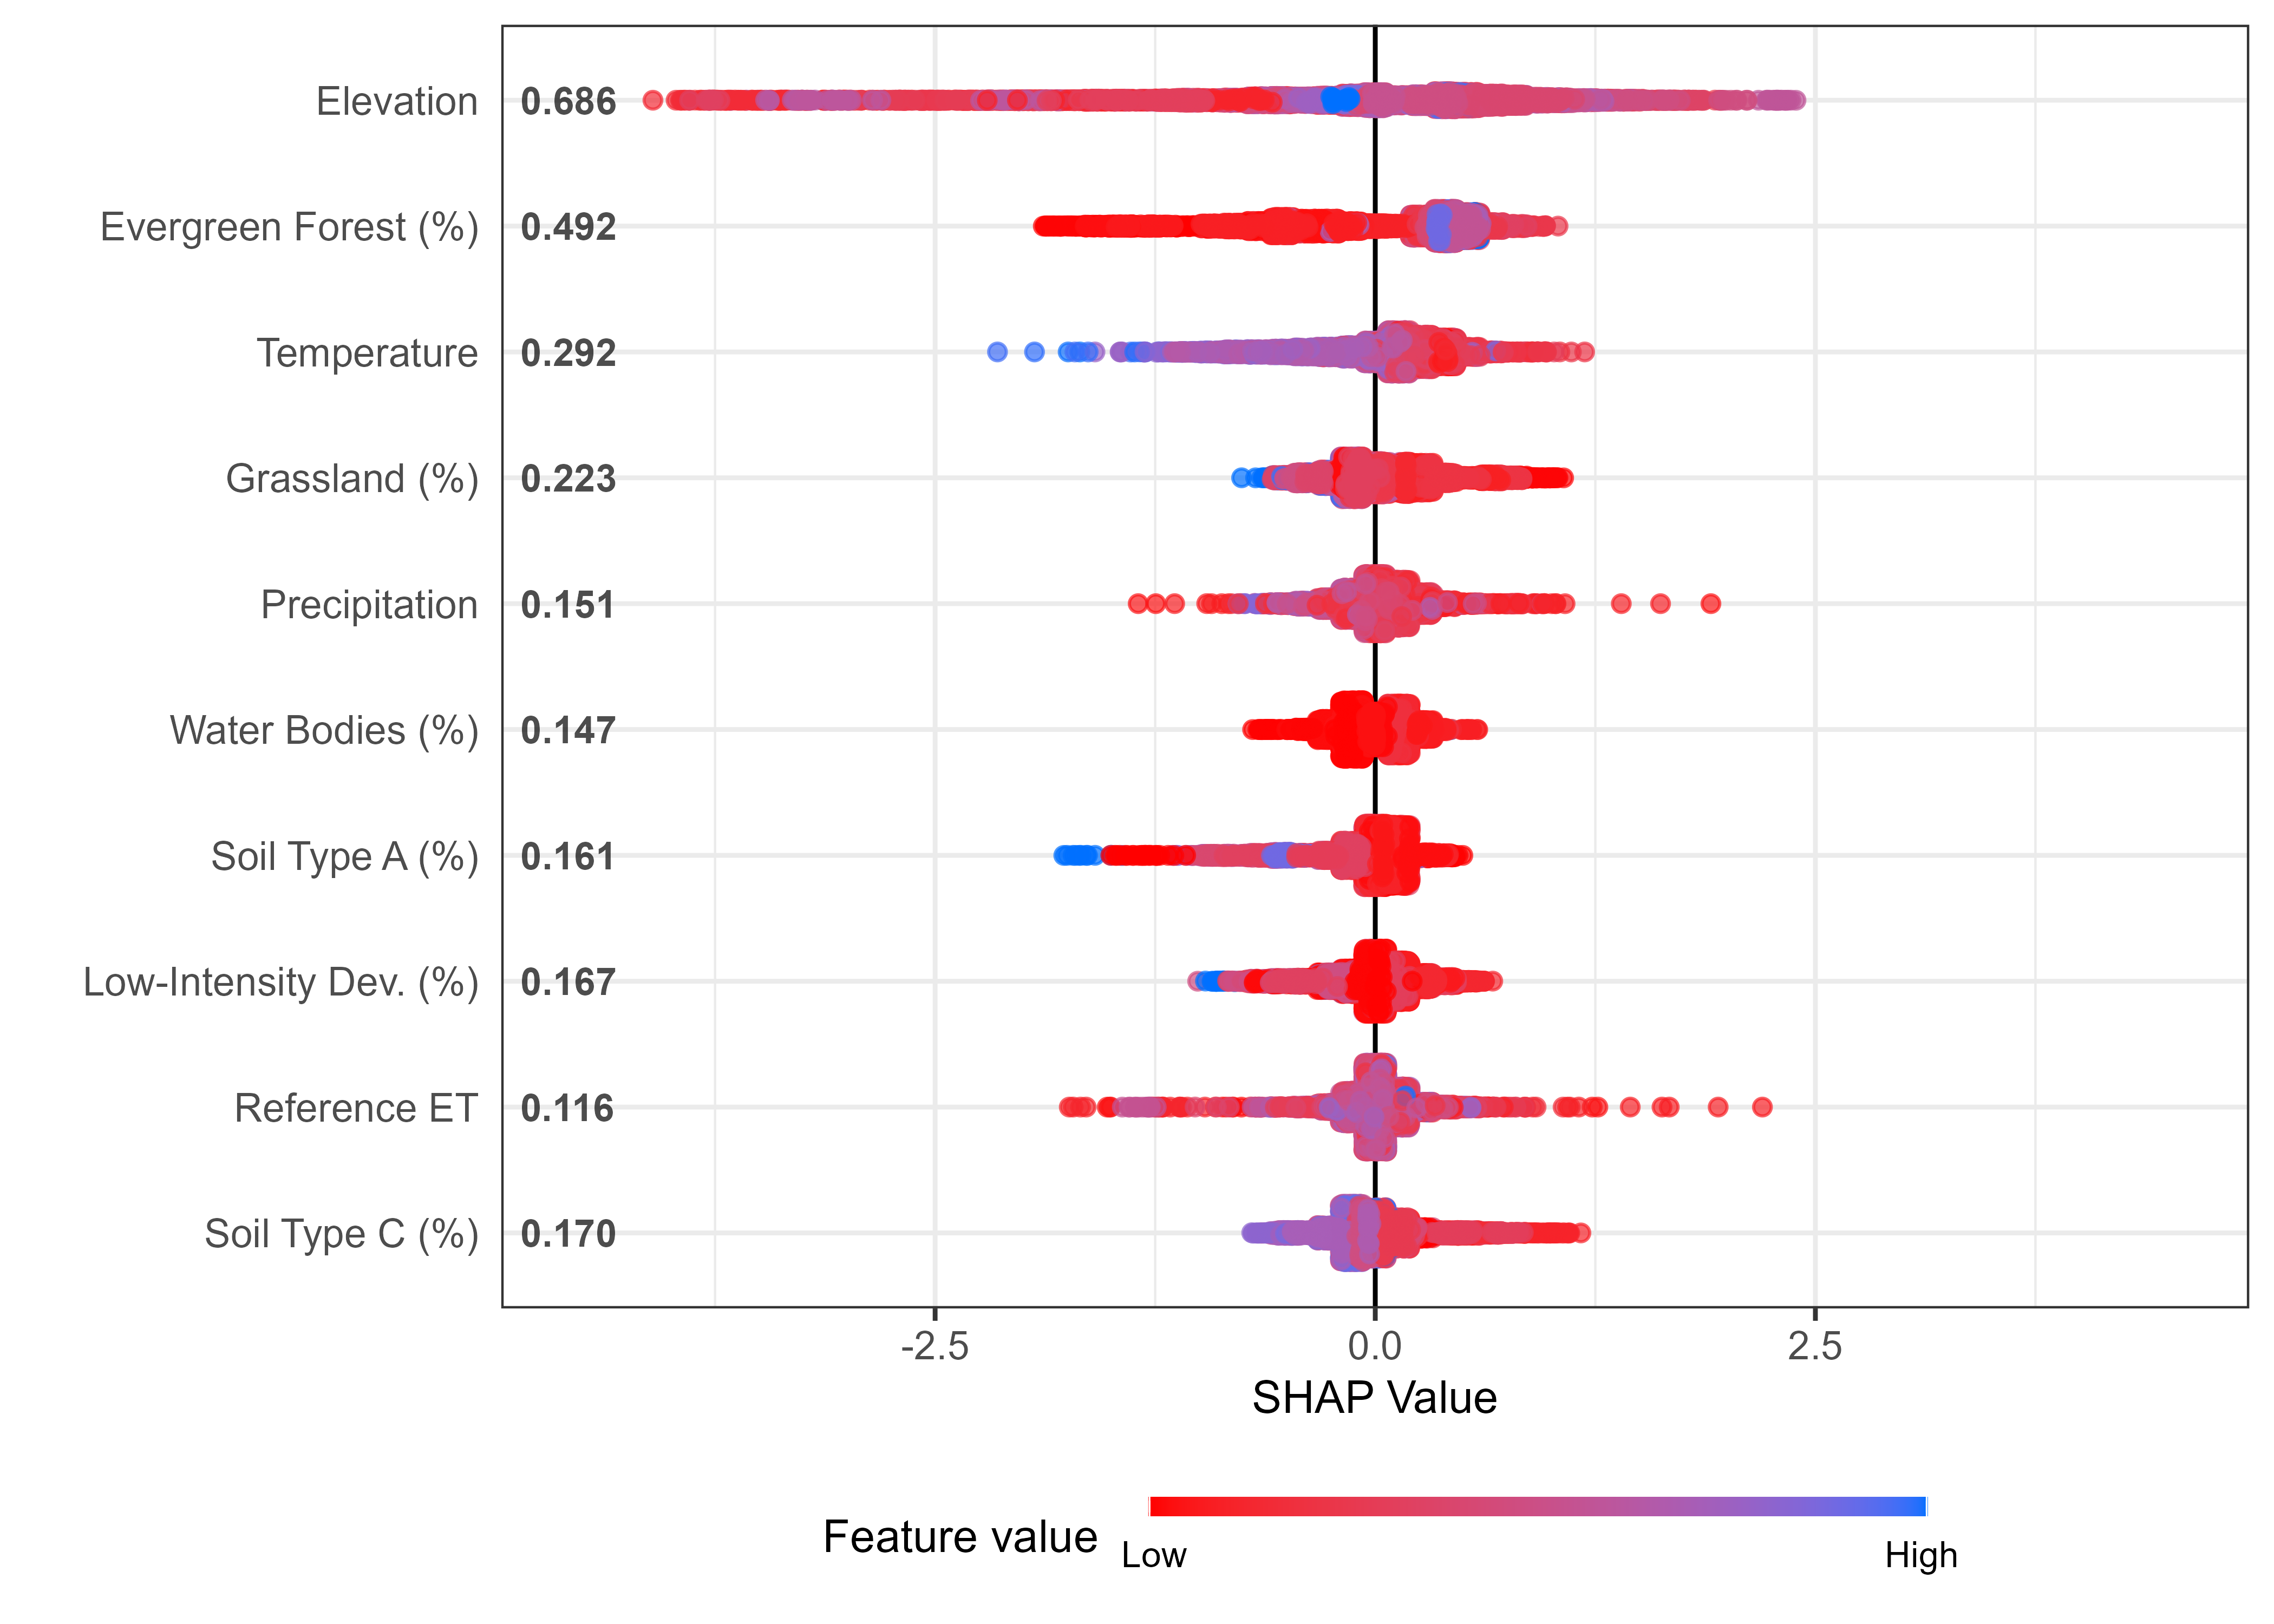 Elevation 0.686
Evergreen Forest (%) 0.492
Temperature 0.292
Grassland (%) 0.223
Precipitation 0.151
Water Bodies (%) 0.147
Soil Type A (%) 0.161
Low-Intensity Dev. (%) 0.167
Reference ET 0.116
Soil Type C (%) 0.170
-2.5 0.0 2.5
SHAP Value
Feature value
Low High